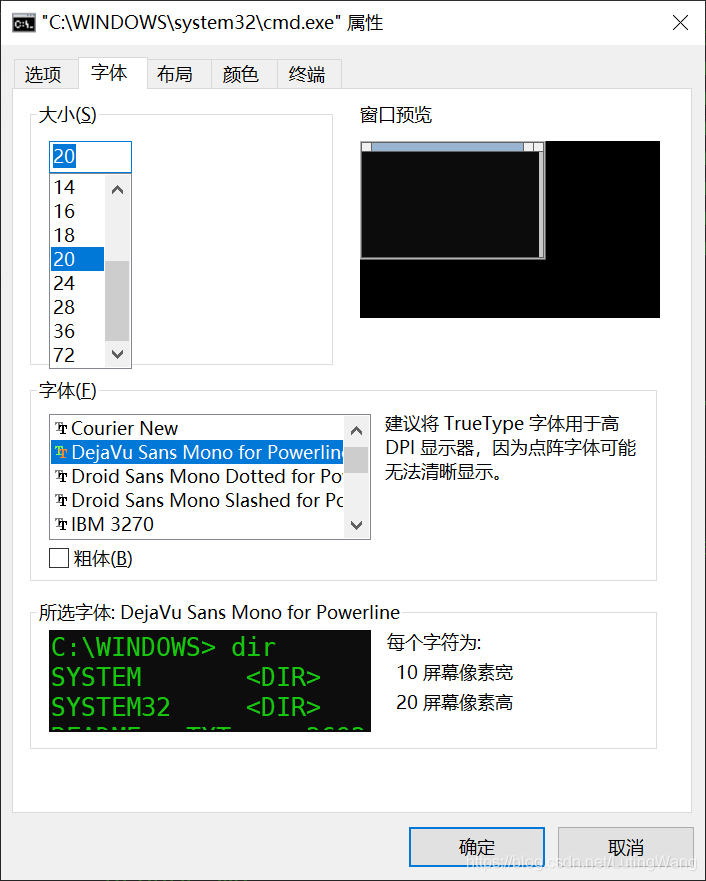 "C:\WINDOWS\system32\cmd.exe" 属性
选项 字体 布局 颜色 终端
大小(S)
20
14
16
18
20
24
28
36
72
窗口预览
字体(F)
Courier New
DejaVu Sans Mono for Powerline
Droid Sans Mono Dotted for Po
Droid Sans Mono Slashed for Pc
IBM 3270
建议将 TrueType 字体用于高
DPI 显示器，因为点阵字体可能
无法清晰显示。
粗体(B)
所选字体: DejaVu Sans Mono for Powerline
C:\WINDOWS> dir
SYSTEM <DIR>
SYSTEM32 <DIR>
每个字符为:
10 屏幕像素宽
20 屏幕像素高
确定 取消
https://blog.csdn.net/LutingWang